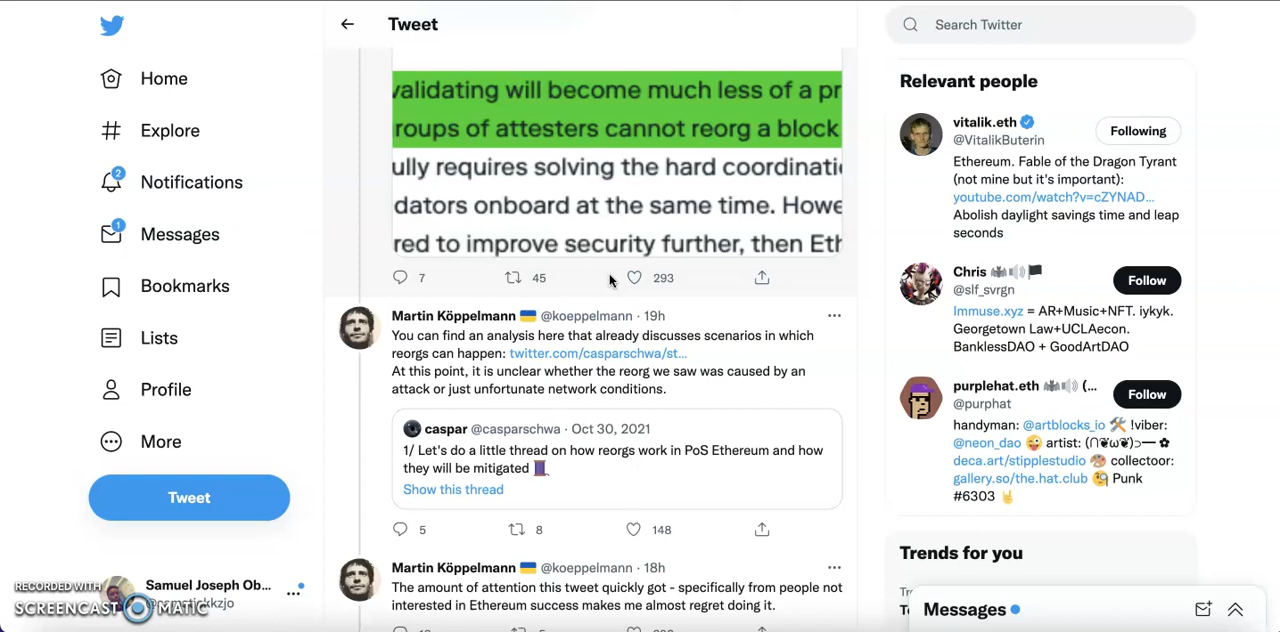 Home
Explore
2
Notifications
1
Messages
Bookmarks
Lists
Profile
More
Tweet
RECORDED WITH
SCREENCAST MATIC
Samuel Joseph Ob...
Tweet
validating will become much less of a pr
roups of attesters cannot reorg a block
ully requires solving the hard coordinati
dators onboard at the same time. Howe
red to improve security further, then Eth
7 45 293
Martin Köppelmann 🇺🇦 @koeppelmann · 19h
You can find an analysis here that already discusses scenarios in which
reorgs can happen: twitter.com/casparschwa/st...
At this point, it is unclear whether the reorg we saw was caused by an
attack or just unfortunate network conditions.
caspar @casparschwa · Oct 30, 2021
1/ Let's do a little thread on how reorgs work in PoS Ethereum and how
they will be mitigated 🧵
Show this thread
5 8 148
Martin Köppelmann 🇺🇦 @koeppelmann · 18h
The amount of attention this tweet quickly got - specifically from people not
interested in Ethereum success makes me almost regret doing it.
Search Twitter
Relevant people
vitalik.eth
@VitalikButerin
Following
Ethereum. Fable of the Dragon Tyrant
(not mine but it's important):
youtube.com/watch?v=cZYNAD...
Abolish daylight savings time and leap
seconds
Chris 🦇🔊🏴
@slf_svrgn
Follow
Immuse.xyz = AR+Music+NFT. iykyk.
Georgetown Law+UCLAecon.
BanklessDAO + GoodArtDAO
purplehat.eth 🦇🔊 (...
@purphat
Follow
handyman: @artblocks_io 🛠️ !viber:
@neon_dao 😜 artist: (∩❦ω❦)⊃━ ✿
deca.art/stipplestudio 🎨 collectoor:
gallery.so/the.hat.club 🧐 Punk
#6303 🤘
Trends for you
Messages